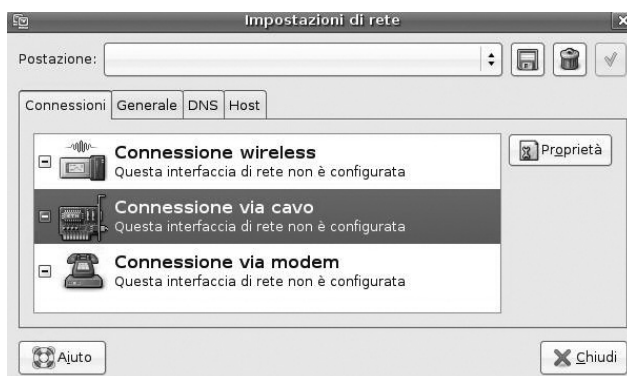 Impostazioni di rete
Postazione:
Connessioni Generale DNS Host
Connessione wireless
Questa interfaccia di rete non è configurata
Proprietà
Connessione via cavo
Questa interfaccia di rete non è configurata
Connessione via modem
Questa interfaccia di rete non è configurata
Aiuto
Chiudi